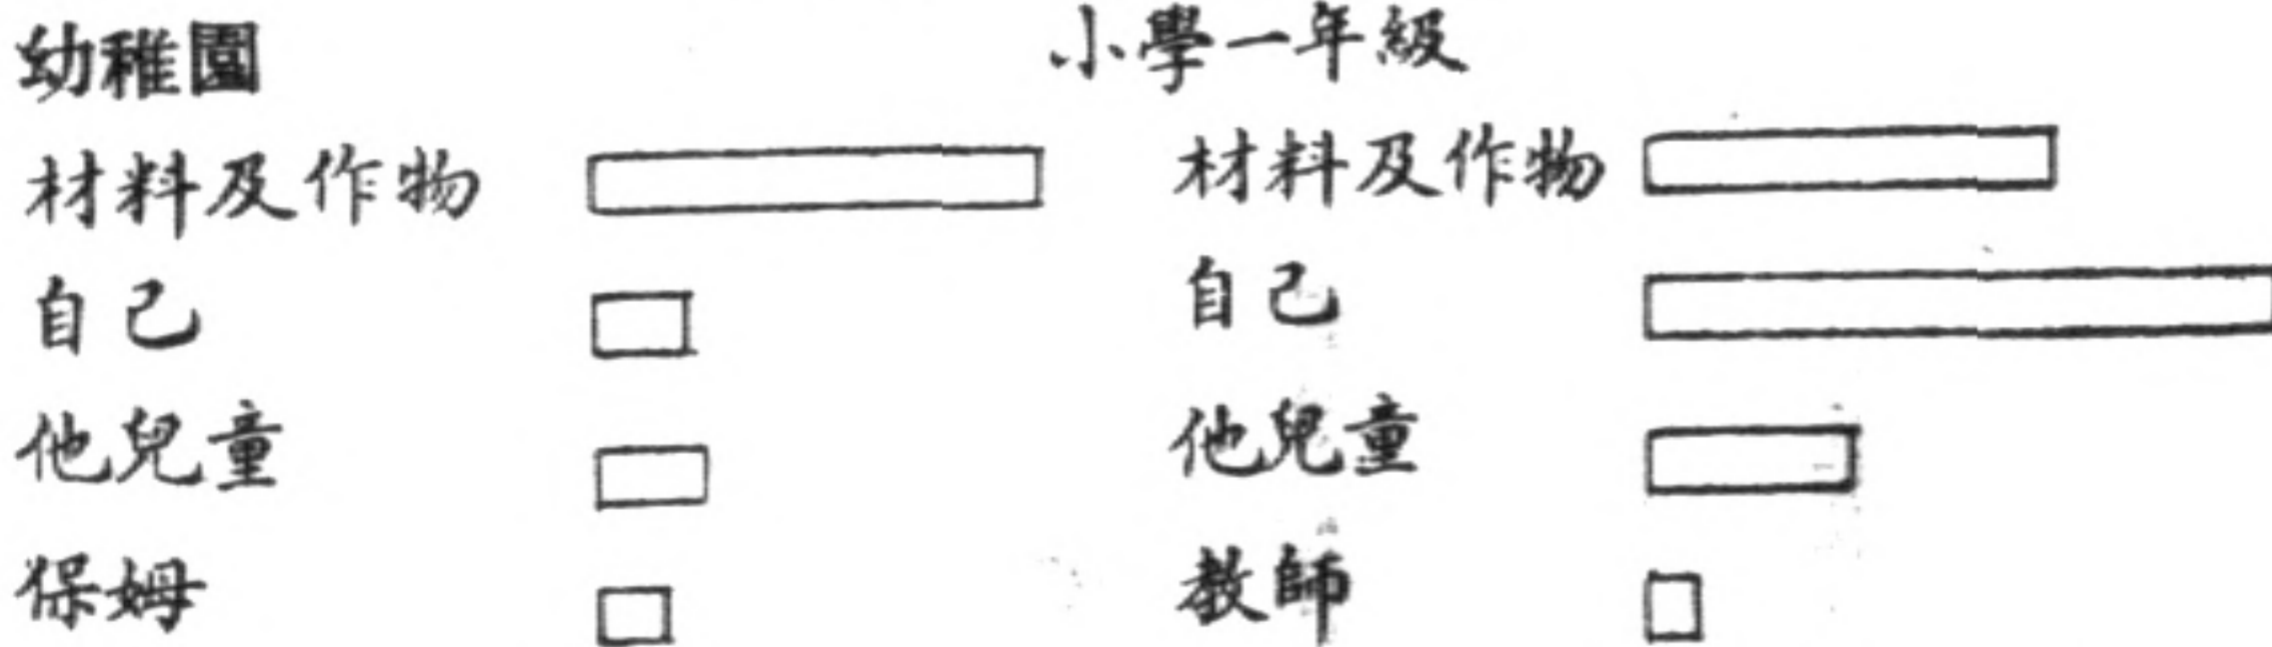 幼稚園
材料及作物
自己
他兒童
保姆
小學一年級
材料及作物
自己
他兒童
教師